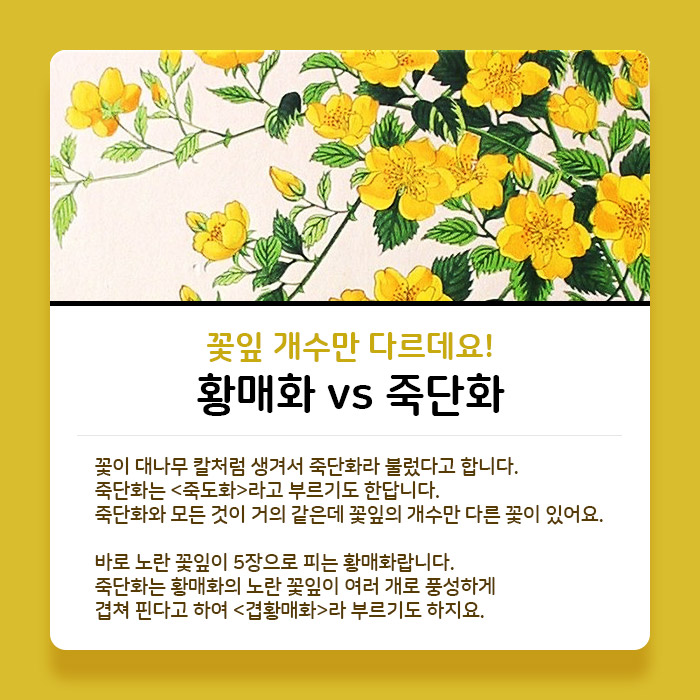 꽃잎 개수만 다르데요!
황매화 vs 죽단화
꽃이 대나무 칼처럼 생겨서 죽단화라 불렀다고 합니다.
죽단화는 <죽도화>라고 부르기도 한답니다.
죽단화와 모든 것이 거의 같은데 꽃잎의 개수만 다른 꽃이 있어요.
바로 노란 꽃잎이 5장으로 피는 황매화랍니다.
죽단화는 황매화의 노란 꽃잎이 여러 개로 풍성하게
겹쳐 핀다고 하여 <겹황매화>라 부르기도 하지요.